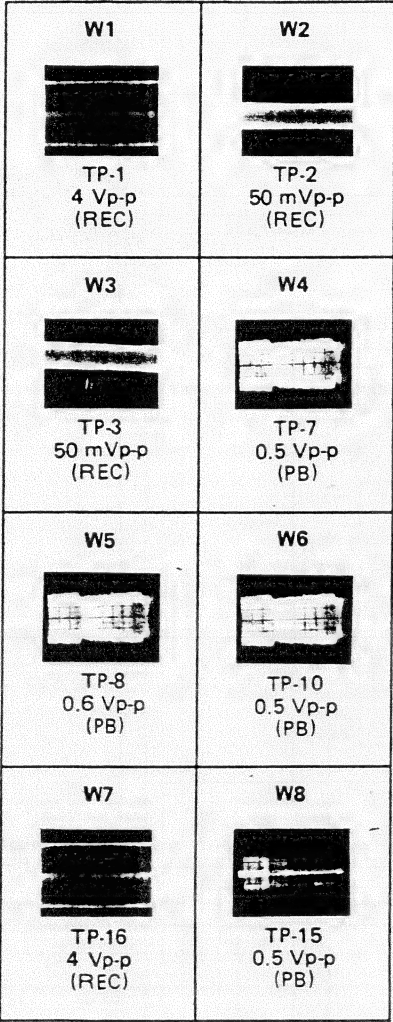 W1
TP-1
4 Vp-p
(REC)
W2
TP-2
50 mVp-p
(REC)
W3
TP-3
50 mVp-p
(REC)
W4
TP-7
0.5 Vp-p
(PB)
W5
TP-8
0.6 Vp-p
(PB)
W6
TP-10
0.5 Vp-p
(PB)
W7
TP-16
4 Vp-p
(REC)
W8
TP-15
0.5 Vp-p
(PB)